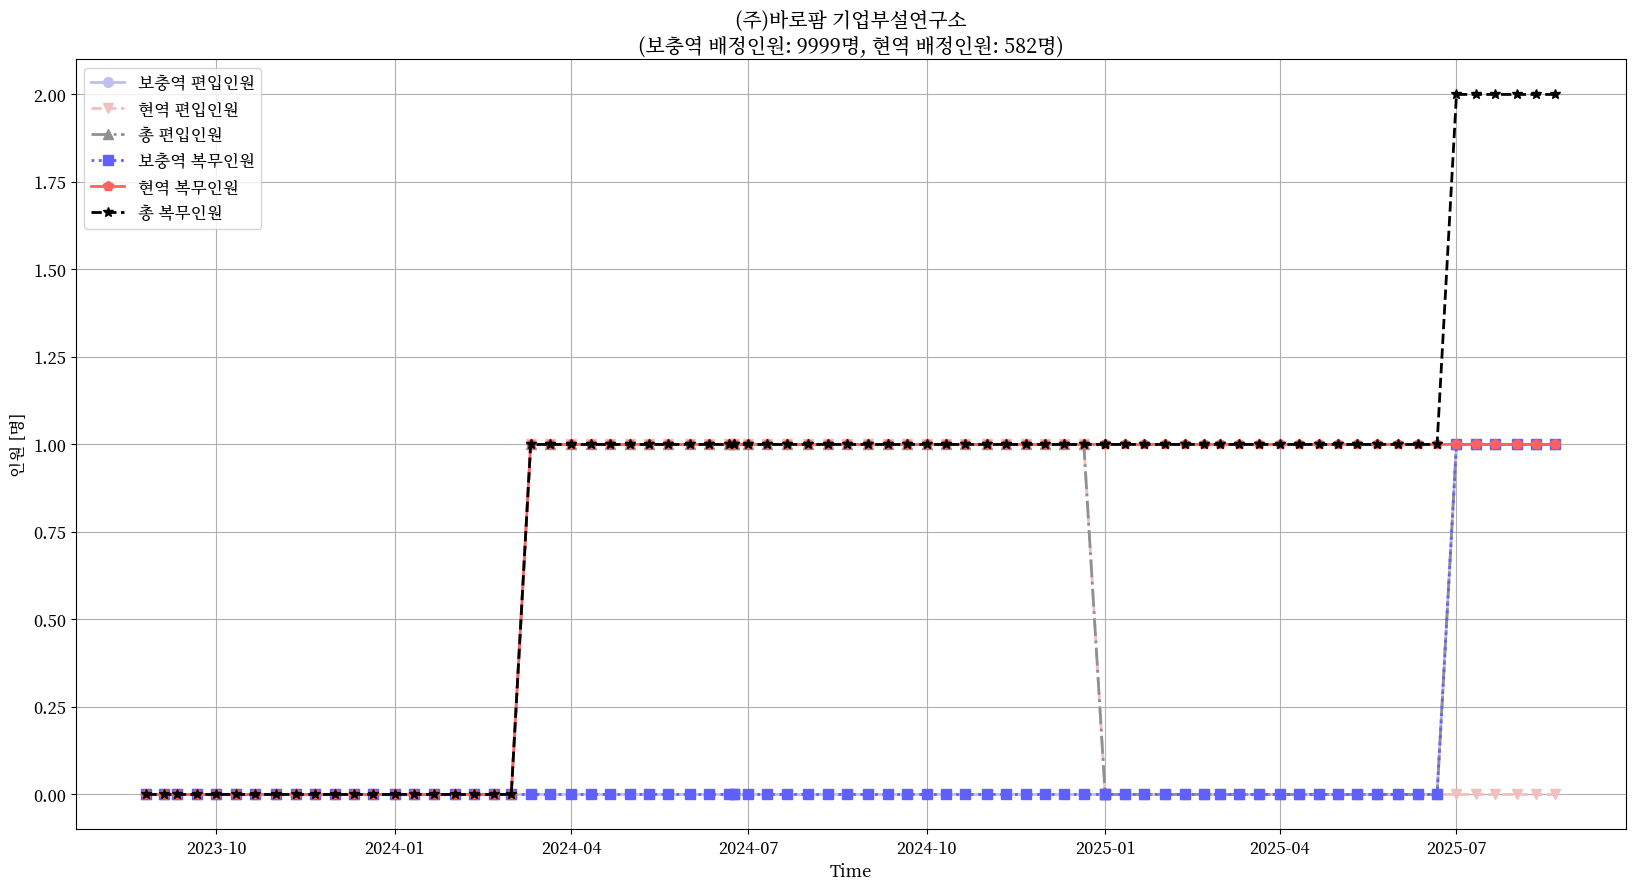 (주)바로팜 기업부설연구소
(보충역 배정인원: 9999명, 현역 배정인원: 582명)
보충역 편입인원
현역 편입인원
총 편입인원
보충역 복무인원
현역 복무인원
총 복무인원
인원 [명]
2.00
1.75
1.50
1.25
1.00
0.75
0.50
0.25
0.00
2023-10
2024-01
2024-04
2024-07
2024-10
2025-01
2025-04
2025-07
Time